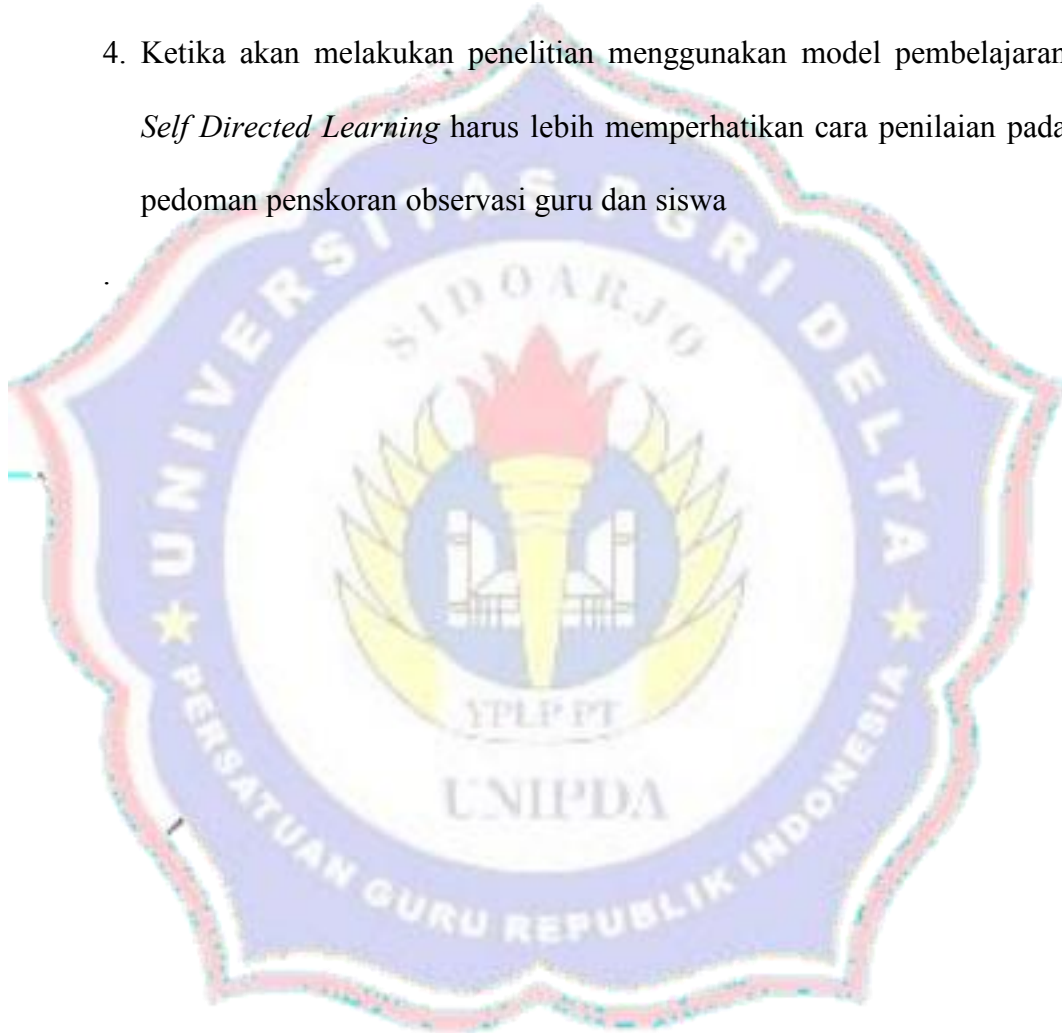 4. Ketika akan melakukan penelitian menggunakan model pembelajaran
Self Directed Learning harus lebih memperhatikan cara penilaian pada
pedoman penskoran observasi guru dan siswa
.
UNIVERSITAS PGRI DELTA
SIDOARJO
YPLP PT
UNIPDA
PERSATUAN GURU REPUBLIK INDONESIA